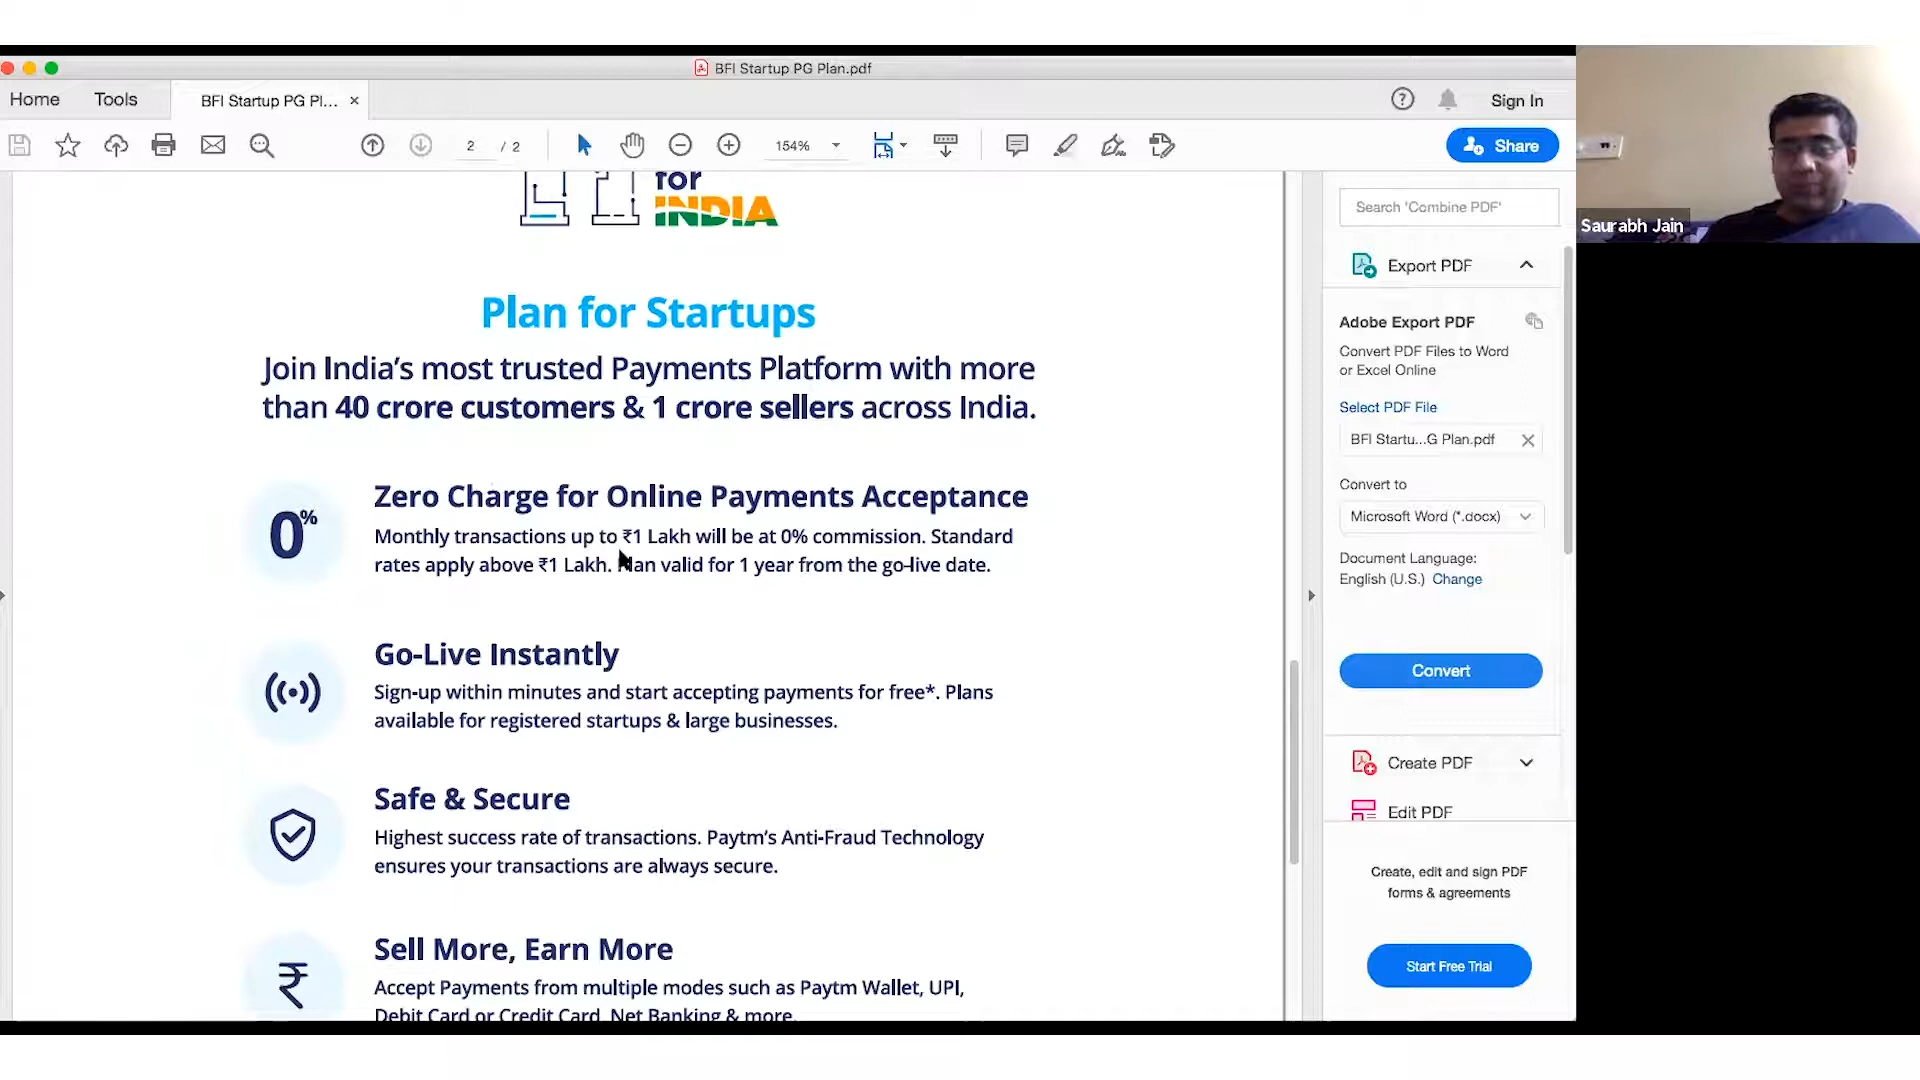 BFI Startup PG Plan.pdf
Home
Tools
BFI Startup PG Pl...
Sign In
2
/ 2
154%
Share
for
INDIA
Plan for Startups
Join India's most trusted Payments Platform with more
than 40 crore customers & 1 crore sellers across India.
0%
Zero Charge for Online Payments Acceptance
Monthly transactions up to ₹1 Lakh will be at 0% commission. Standard
rates apply above ₹1 Lakh. Plan valid for 1 year from the go-live date.
Go-Live Instantly
Sign-up within minutes and start accepting payments for free*. Plans
available for registered startups & large businesses.
Safe & Secure
Highest success rate of transactions. Paytm's Anti-Fraud Technology
ensures your transactions are always secure.
₹
Sell More, Earn More
Accept Payments from multiple modes such as Paytm Wallet, UPI,
Debit Card or Credit Card, Net Banking & more.
Search 'Combine PDF'
Export PDF
Adobe Export PDF
Convert PDF Files to Word
or Excel Online
Select PDF File
BFI Startu...G Plan.pdf
Convert to
Microsoft Word (*.docx)
Document Language:
English (U.S.) Change
Convert
Create PDF
Edit PDF
Create, edit and sign PDF
forms & agreements
Start Free Trial
Saurabh Jain